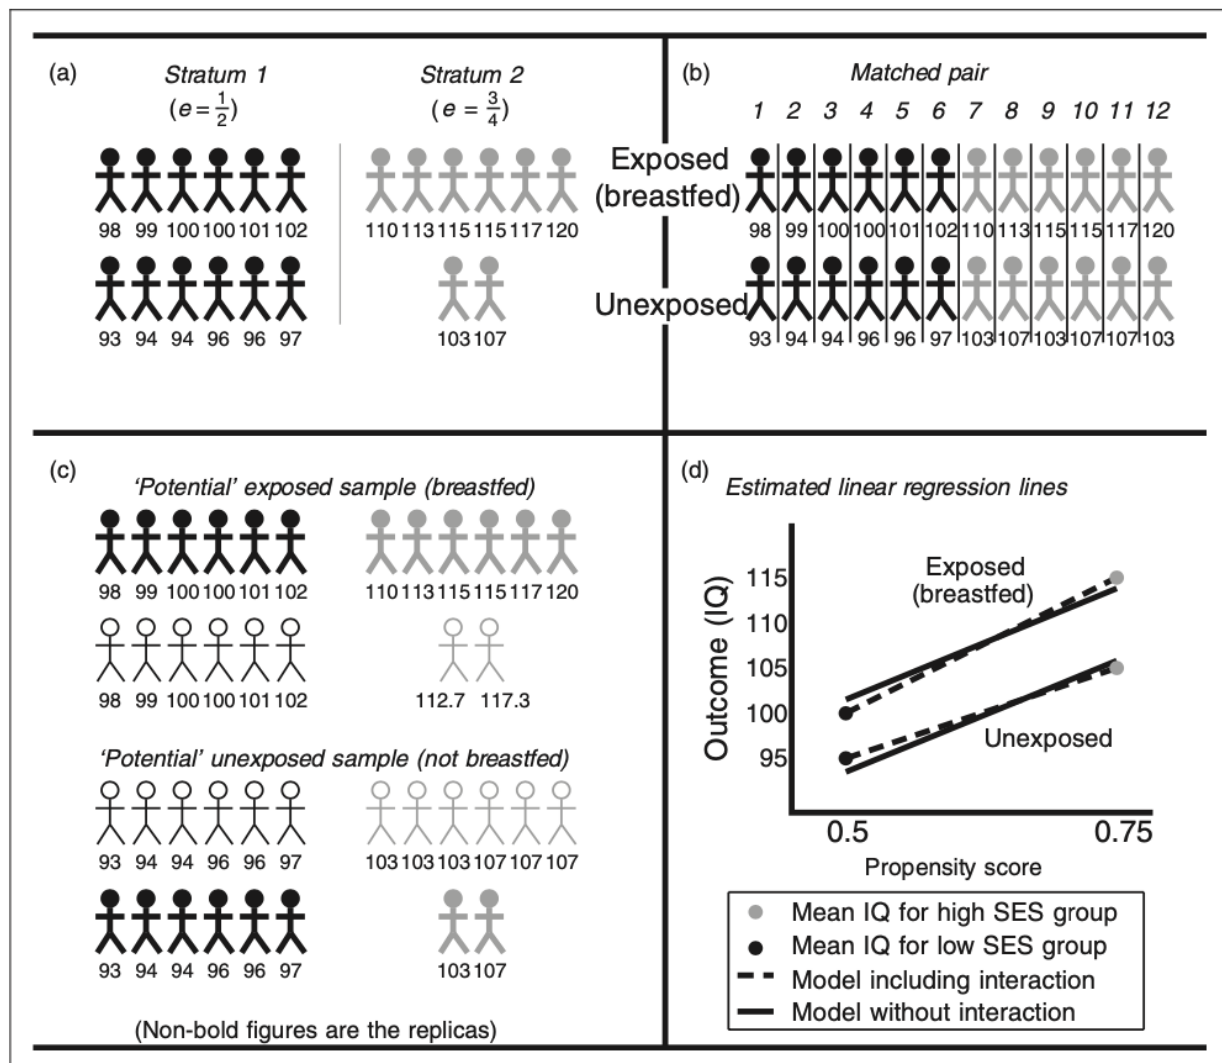 (a)
Stratum 1
(e = 1/2)
Stratum 2
(e = 3/4)
98 99 100 100 101 102
110 113 115 115 117 120
93 94 94 96 96 97
103 107
Exposed
(breastfed)
Unexposed
(b)
Matched pair
1 2 3 4 5 6 7 8 9 10 11 12
98 99 100 100 101 102 110 113 115 115 117 120
93 94 94 96 96 97 103 107 103 107 107 103
(c)
‘Potential’ exposed sample (breastfed)
98 99 100 100 101 102
110 113 115 115 117 120
98 99 100 100 101 102
112.7 117.3
‘Potential’ unexposed sample (not breastfed)
93 94 94 96 96 97
103 103 103 107 107 107
93 94 94 96 96 97
103 107
(Non-bold figures are the replicas)
(d)
Estimated linear regression lines
Outcome (IQ)
115
110
105
100
95
Exposed
(breastfed)
Unexposed
0.5 0.75
Propensity score
Mean IQ for high SES group
Mean IQ for low SES group
Model including interaction
Model without interaction